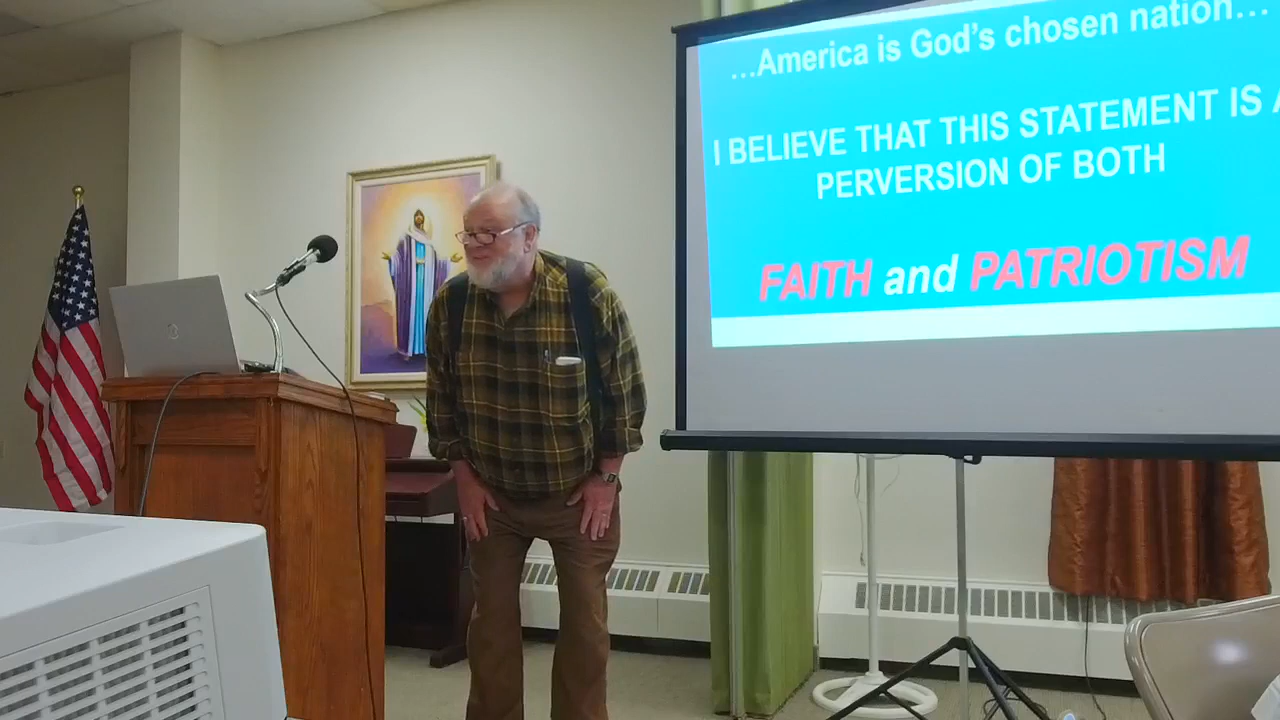 …America is God's chosen nation…
I BELIEVE THAT THIS STATEMENT IS A
PERVERSION OF BOTH
FAITH and PATRIOTISM